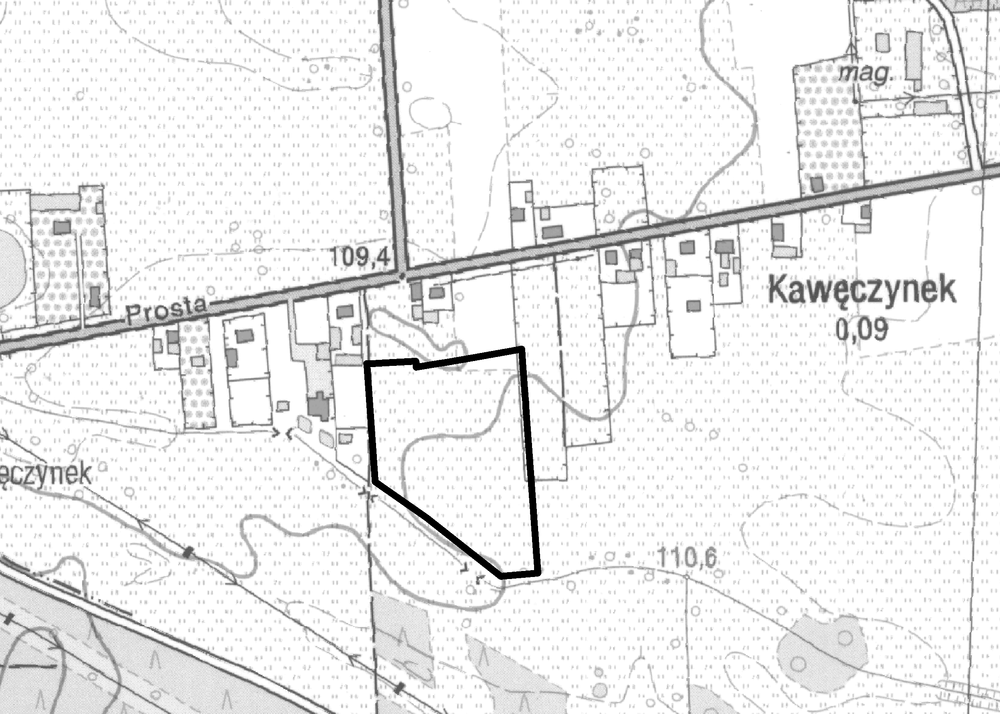 mag.
109,4
Prosta
Kawęczynek
0,09
ęczynek
110,6